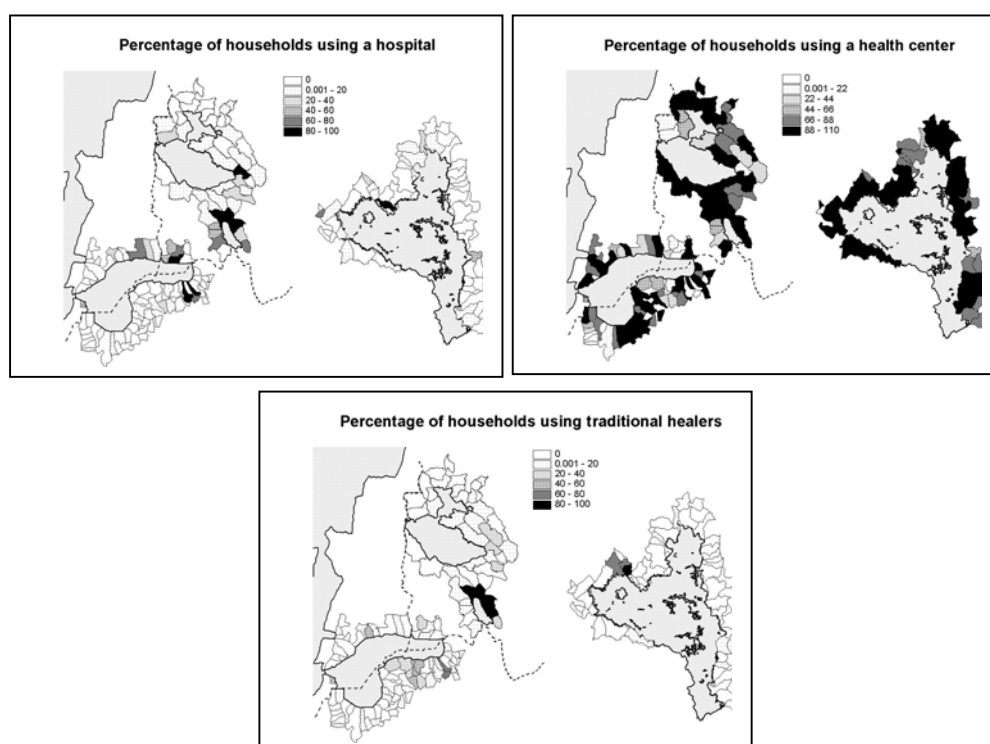 Percentage of households using a hospital
0
0.001 - 20
20 - 40
40 - 60
60 - 80
80 - 100
Percentage of households using a health center
0
0.001 - 22
22 - 44
44 - 66
66 - 88
88 - 110
Percentage of households using traditional healers
0
0.001 - 20
20 - 40
40 - 60
60 - 80
80 - 100